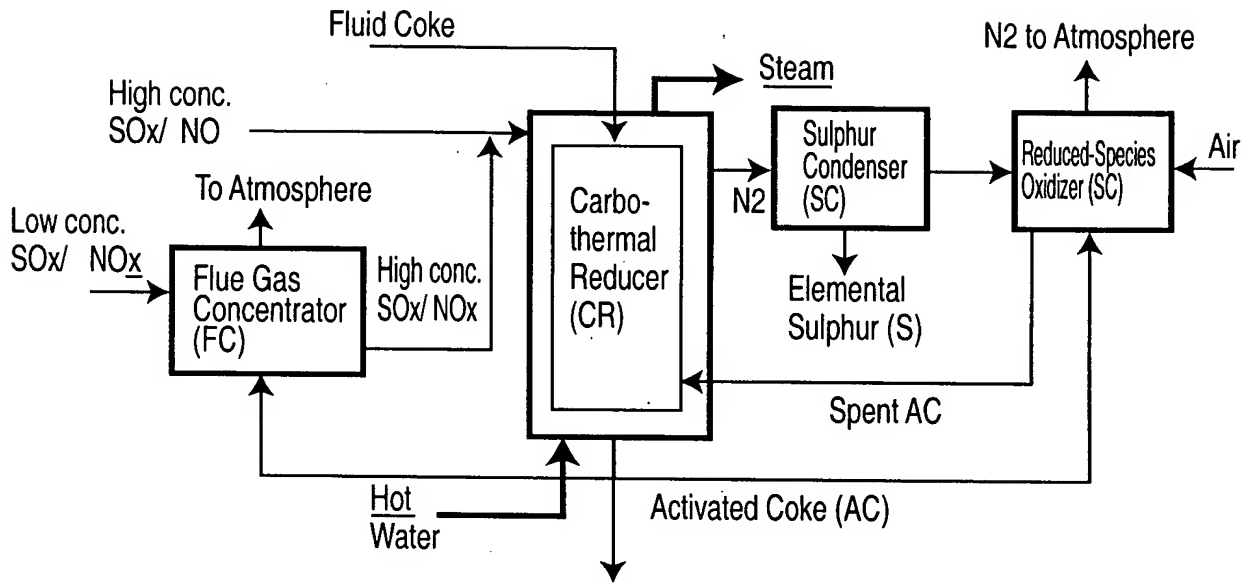 Fluid Coke
N2 to Atmosphere
Steam
High conc.
SOx/ NO
Sulphur
Condenser
(SC)
Reduced-Species
Oxidizer (SC)
Air
To Atmosphere
N2
Low conc.
SOx/ NOx
Carbo-
thermal
Reducer
(CR)
Flue Gas
Concentrator
(FC)
High conc.
SOx/ NOx
Elemental
Sulphur (S)
Spent AC
Hot
Water
Activated Coke (AC)